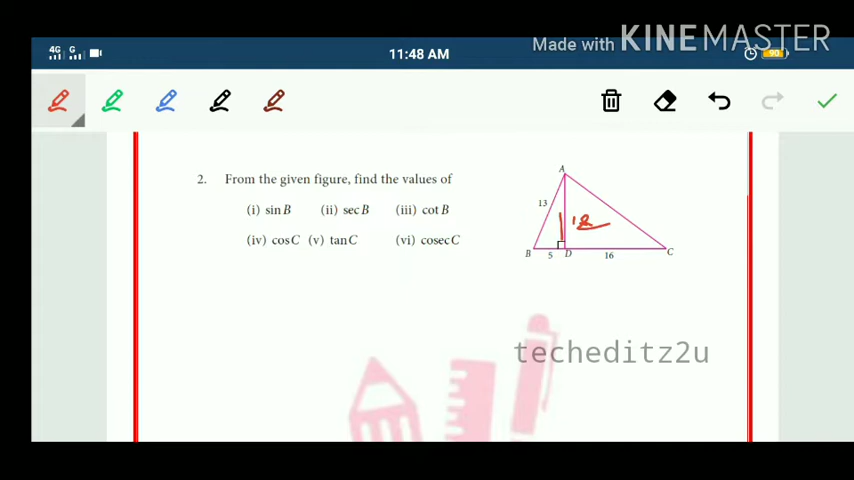 Made with KINEMASTER
4G G 11:48 AM 90
2. From the given figure, find the values of
(i) sin B (ii) sec B (iii) cot B
(iv) cos C (v) tan C (vi) cosec C
A
13
12
B 5 D 16 C
techeditz2u